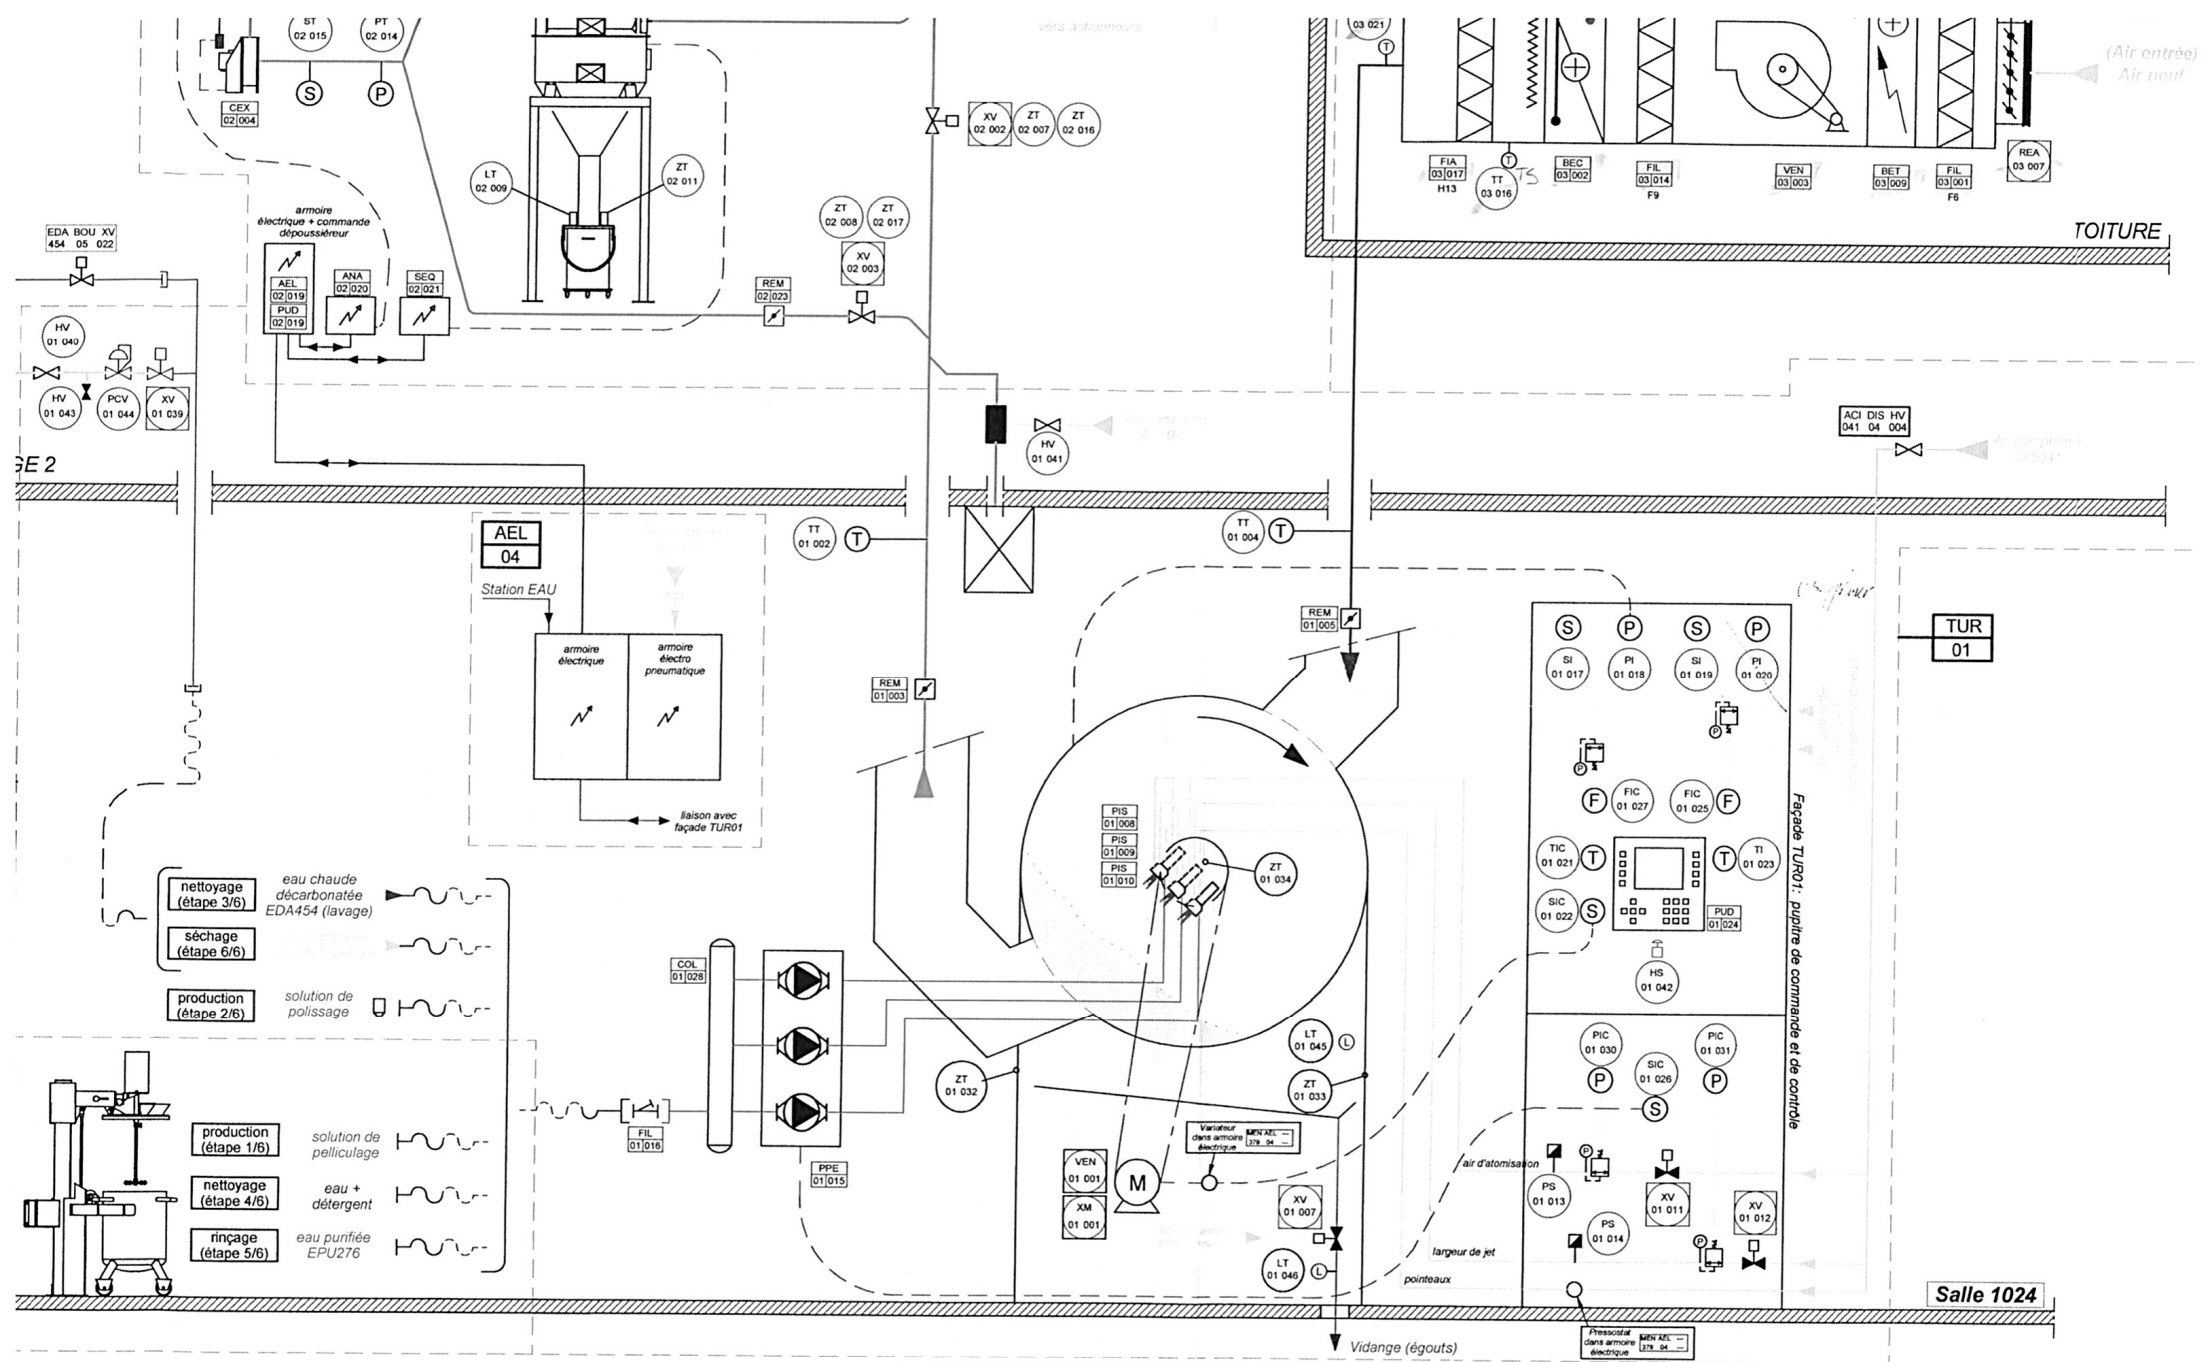 ST
02 015
PT
02 014
S
P
CEX
02 004
vers actionneurs
XV
02 002
ZT
02 007
ZT
02 016
LT
02 009
ZT
02 011
ZT
02 008
ZT
02 017
XV
02 003
REM
02 023
armoire
électrique + commande
dépoussiéreur
AEL
02 019
PUD
02 019
ANA
02 020
SEQ
02 021
EDA BOU XV
454 05 022
HV
01 040
HV
01 043
PCV
01 044
XV
01 039
GE 2
03 021
T
FIA
03 017
H13
T
TT
03 016
TS
BEC
03 002
FIL
03 014
F9
VEN
03 003
BET
03 009
FIL
03 001
F6
REA
03 007
(Air entrée)
Air neuf
TOITURE
HV
01 041
ACI DIS HV
041 04 004
Air comprimé
AEL
04
Station EAU
armoire
électrique
armoire
électro
pneumatique
liaison avec
façade TUR01
TT
01 002
T
TT
01 004
T
REM
01 003
REM
01 005
TUR
01
S
P
S
P
SI
01 017
PI
01 018
SI
01 019
PI
01 020
P
P
F
FIC
01 027
FIC
01 025
F
TIC
01 021
T
T
TI
01 023
SIC
01 022
S
PUD
01 024
HS
01 042
Façade TUR01: pupitre de commande et de contrôle
PIC
01 030
P
SIC
01 026
S
PIC
01 031
P
air d'atomisation
P
PS
01 013
XV
01 011
XV
01 012
PS
01 014
P
largeur de jet
pointeaux
Pressostat
dans armoire
électrique
MEN AEL ---
379 04 ---
PIS
01 008
PIS
01 009
PIS
01 010
ZT
01 034
COL
01 028
FIL
01 016
PPE
01 015
ZT
01 032
LT
01 045
L
ZT
01 033
Variateur
dans armoire
électrique
MEN AEL ---
379 04 ---
VEN
01 001
XM
01 001
M
XV
01 007
LT
01 046
L
Vidange (égouts)
Salle 1024
nettoyage
(étape 3/6)
eau chaude
décarbonatée
EDA454 (lavage)
séchage
(étape 6/6)
production
(étape 2/6)
solution de
polissage
production
(étape 1/6)
solution de
pelliculage
nettoyage
(étape 4/6)
eau +
détergent
rinçage
(étape 5/6)
eau purifiée
EPU276